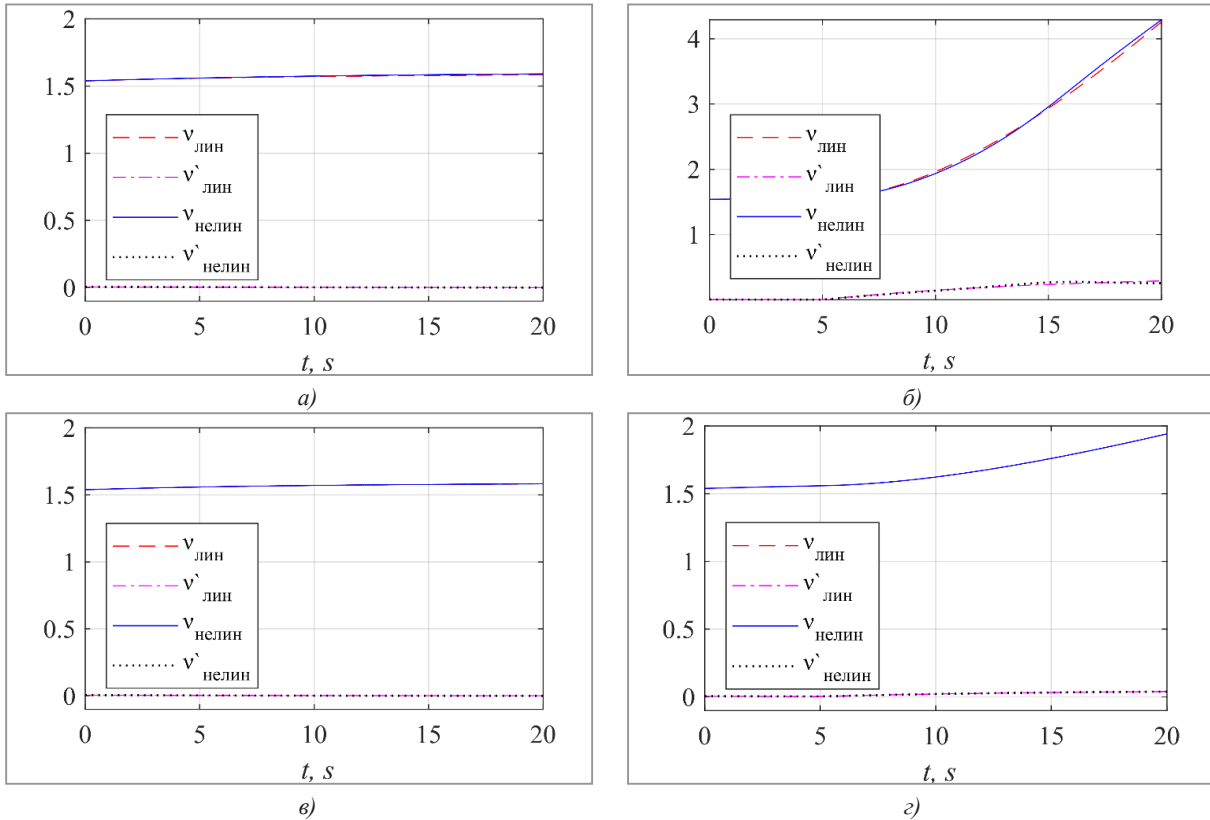 2
1.5
1
0.5
0
ν лин
ν` лин
ν нелин
ν` нелин
0 5 10 15 20
t, s
а)
4
3
2
1
ν лин
ν` лин
ν нелин
ν` нелин
0 5 10 15 20
t, s
б)
2
1.5
1
0.5
0
ν лин
ν` лин
ν нелин
ν` нелин
0 5 10 15 20
t, s
в)
2
1.5
1
0.5
0
ν лин
ν` лин
ν нелин
ν` нелин
0 5 10 15 20
t, s
г)